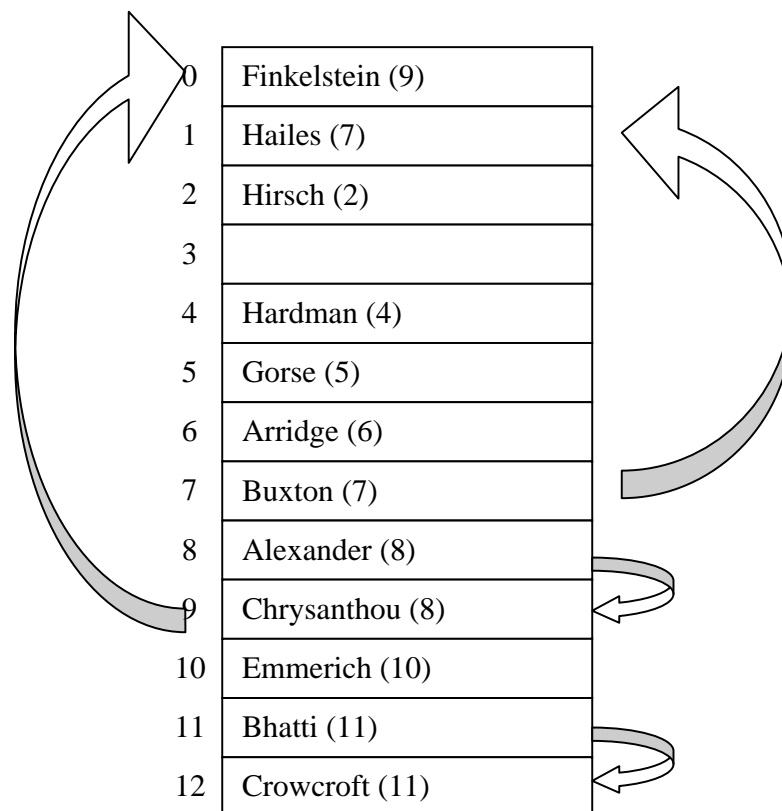 0 Finkelstein (9)
1 Hailes (7)
2 Hirsch (2)
3
4 Hardman (4)
5 Gorse (5)
6 Arridge (6)
7 Buxton (7)
8 Alexander (8)
9 Chrysanthou (8)
10 Emmerich (10)
11 Bhatti (11)
12 Crowcroft (11)